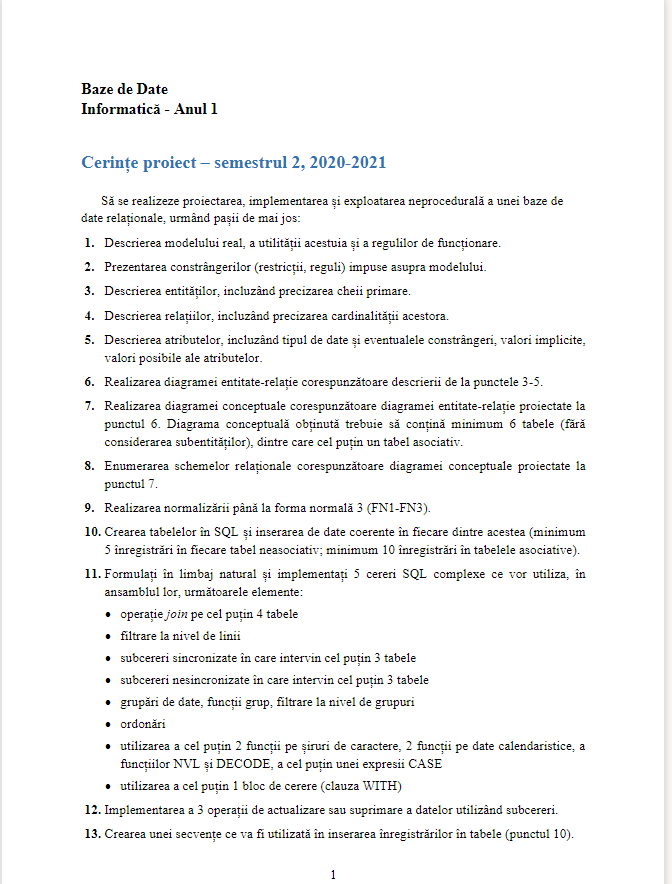 Baze de Date
Informatică - Anul 1
Cerințe proiect – semestrul 2, 2020-2021
Să se realizeze proiectarea, implementarea și exploatarea neprocedurală a unei baze de
date relaționale, urmând pașii de mai jos:
1. Descrierea modelului real, a utilității acestuia și a regulilor de funcționare.
2. Prezentarea constrângerilor (restricții, reguli) impuse asupra modelului.
3. Descrierea entităților, incluzând precizarea cheii primare.
4. Descrierea relațiilor, incluzând precizarea cardinalității acestora.
5. Descrierea atributelor, incluzând tipul de date și eventualele constrângeri, valori implicite,
valori posibile ale atributelor.
6. Realizarea diagramei entitate-relație corespunzătoare descrierii de la punctele 3-5.
7. Realizarea diagramei conceptuale corespunzătoare diagramei entitate-relație proiectate la
punctul 6. Diagrama conceptuală obținută trebuie să conțină minimum 6 tabele (fără
considerarea subentităților), dintre care cel puțin un tabel asociativ.
8. Enumerarea schemelor relaționale corespunzătoare diagramei conceptuale proiectate la
punctul 7.
9. Realizarea normalizării până la forma normală 3 (FN1-FN3).
10. Crearea tabelelor în SQL și inserarea de date coerente în fiecare dintre acestea (minimum
5 înregistrări în fiecare tabel neasociativ; minimum 10 înregistrări în tabelele asociative).
11. Formulați în limbaj natural și implementați 5 cereri SQL complexe ce vor utiliza, în
ansamblul lor, următoarele elemente:
• operație join pe cel puțin 4 tabele
• filtrare la nivel de linii
• subcereri sincronizate în care intervin cel puțin 3 tabele
• subcereri nesincronizate în care intervin cel puțin 3 tabele
• grupări de date, funcții grup, filtrare la nivel de grupuri
• ordonări
• utilizarea a cel puțin 2 funcții pe șiruri de caractere, 2 funcții pe date calendaristice, a
funcțiilor NVL și DECODE, a cel puțin unei expresii CASE
• utilizarea a cel puțin 1 bloc de cerere (clauza WITH)
12. Implementarea a 3 operații de actualizare sau suprimare a datelor utilizând subcereri.
13. Crearea unei secvențe ce va fi utilizată în inserarea înregistrărilor în tabele (punctul 10).
1